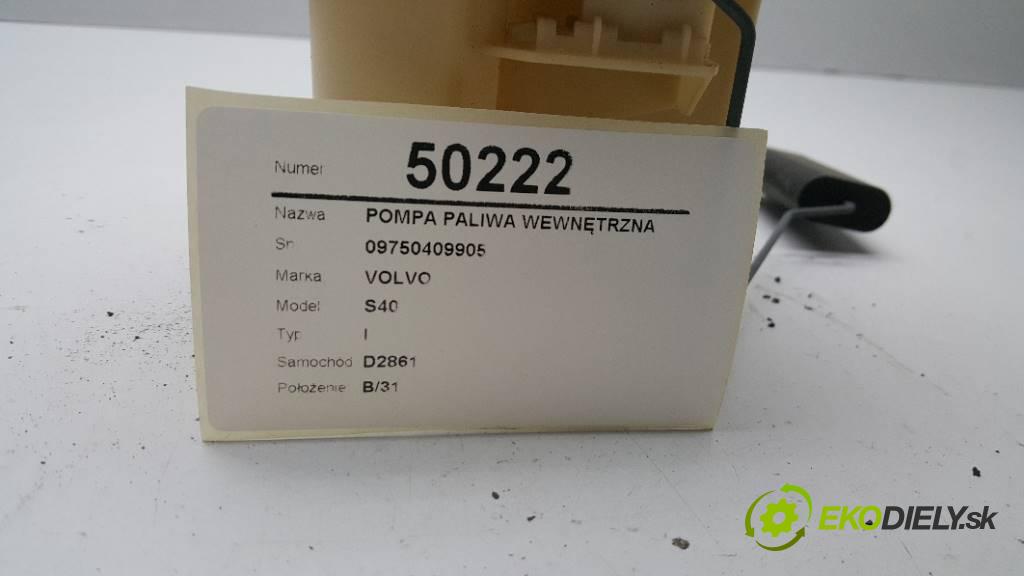 Numer 50222
Nazwa POMPA PALIWA WEWNĘTRZNA
Sn 09750409905
Marka VOLVO
Model S40
Typ I
Samochód D2861
Położenie B/31
EKODIELY.sk